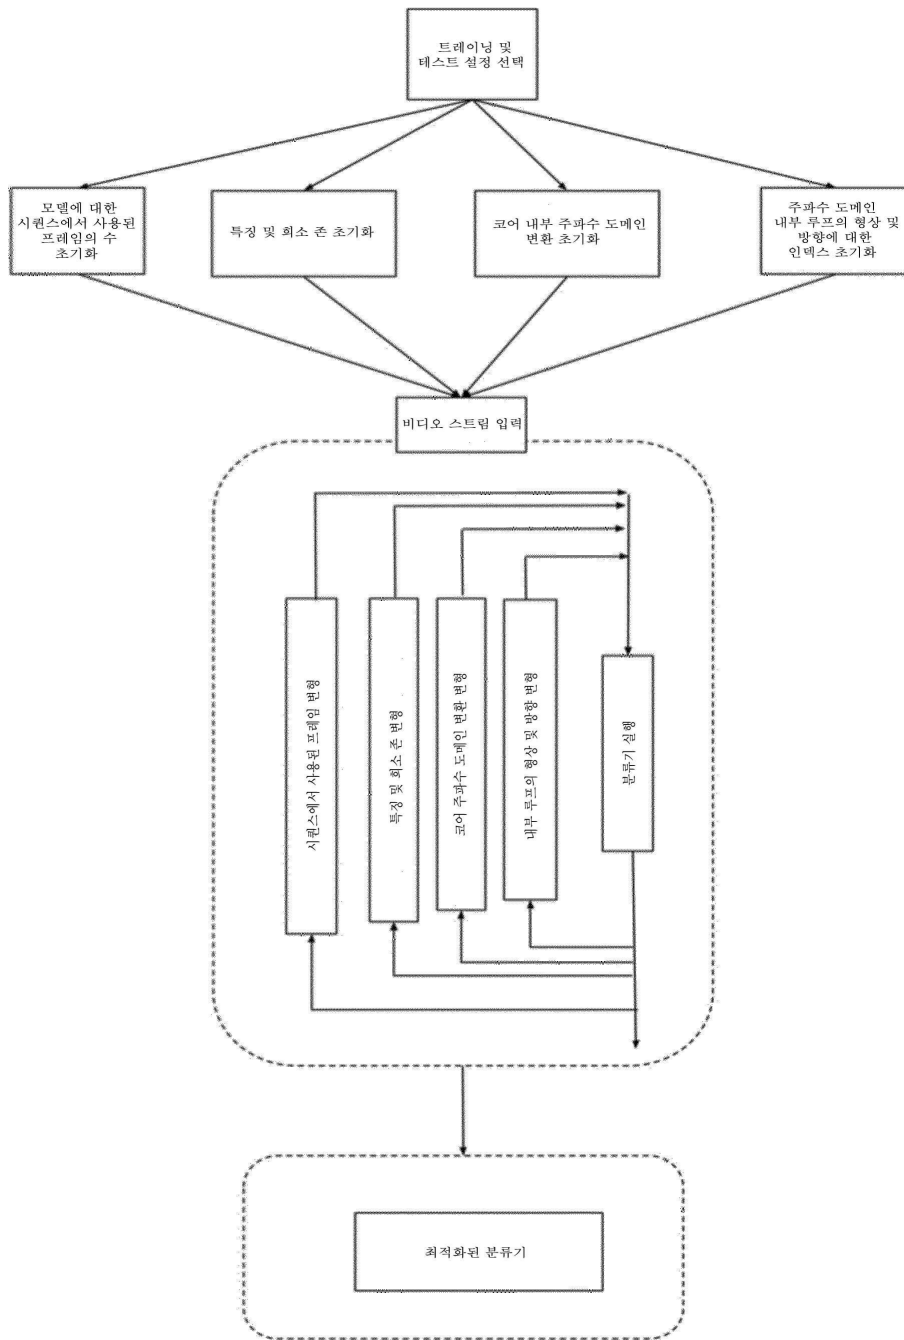 트레이닝 및
테스트 설정 선택
모델에 대한
시퀀스에서 사용된
프레임의 수
초기화
특징 및 희소 존 초기화
코어 내부 주파수 도메인
변환 초기화
주파수 도메인
내부 루프의 형상 및
방향에 대한
인덱스 초기화
비디오 스트림 입력
시퀀스에서 사용된 프레임 변형
특징 및 희소 존 변형
코어 주파수 도메인 변환 변형
내부 루프의 형상 및 방향 변형
분류기 실행
최적화된 분류기